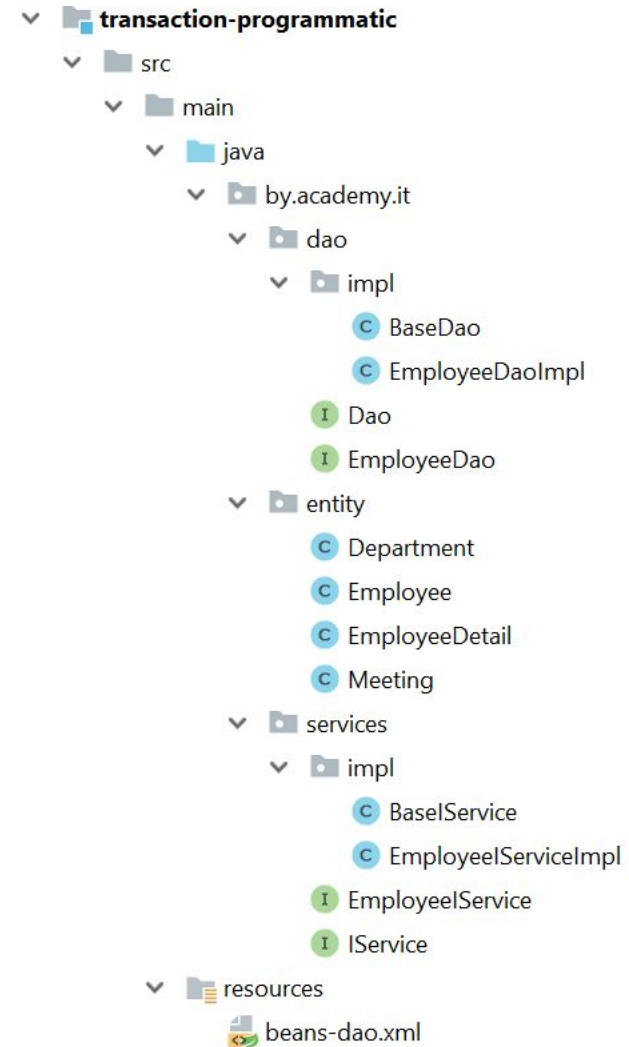 transaction-programmatic
src
main
java
by.academy.it
dao
impl
C BaseDao
C EmployeeDaoImpl
I Dao
I EmployeeDao
entity
C Department
C Employee
C EmployeeDetail
C Meeting
services
impl
C BaseIService
C EmployeeIServiceImpl
I EmployeeIService
I IService
resources
beans-dao.xml